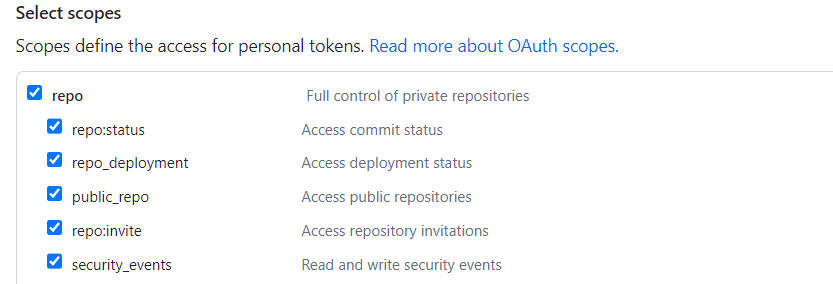 Select scopes
Scopes define the access for personal tokens. Read more about OAuth scopes.
repo Full control of private repositories
repo:status Access commit status
repo_deployment Access deployment status
public_repo Access public repositories
repo:invite Access repository invitations
security_events Read and write security events